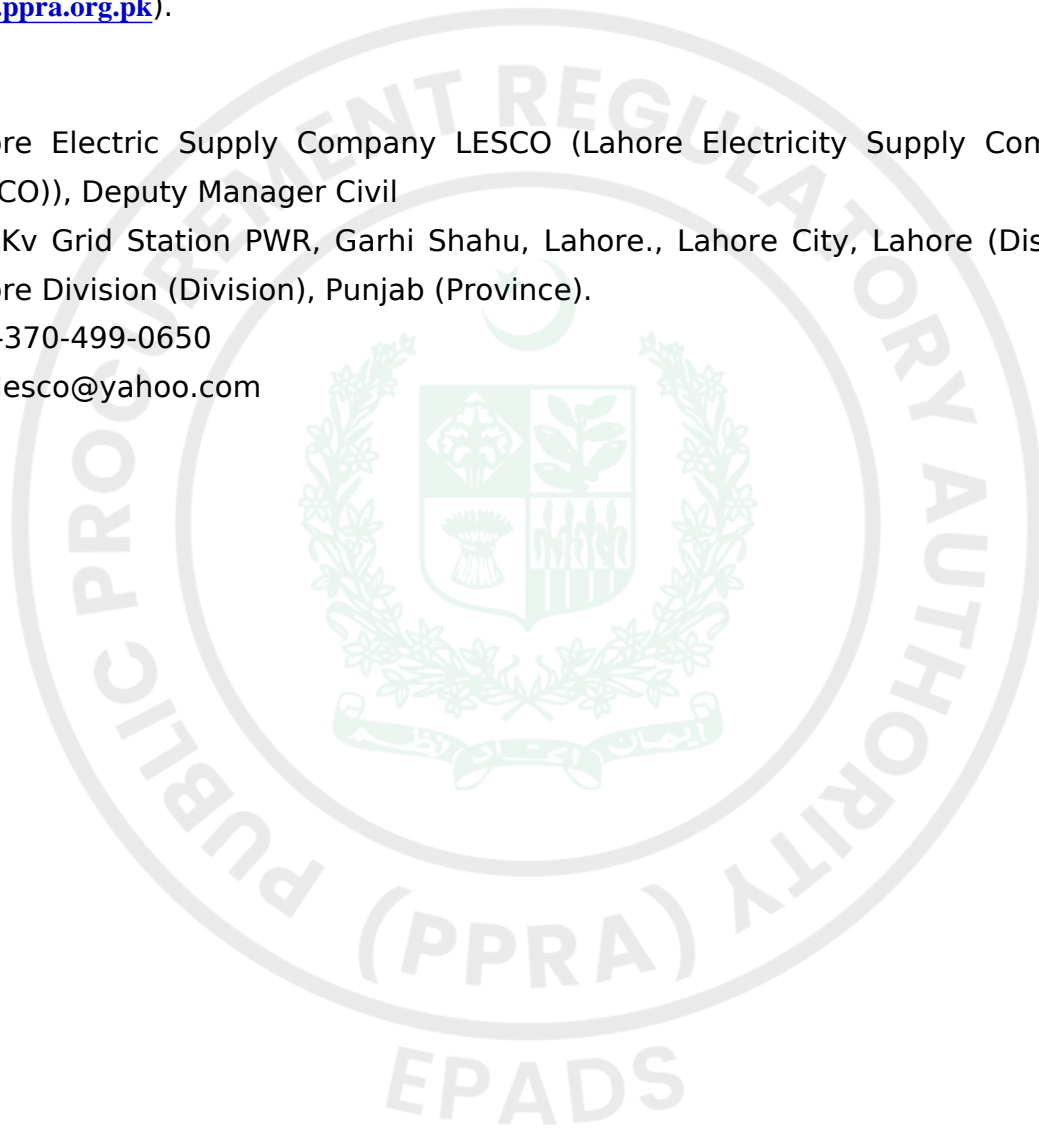 .ppra.org.pk).
ore Electric Supply Company LESCO (Lahore Electricity Supply Com
CO)), Deputy Manager Civil
Kv Grid Station PWR, Garhi Shahu, Lahore., Lahore City, Lahore (Dis
ore Division (Division), Punjab (Province).
-370-499-0650
lesco@yahoo.com
PUBLIC PROCUREMENT REGULATORY AUTHORITY
(PPRA)
EPADS